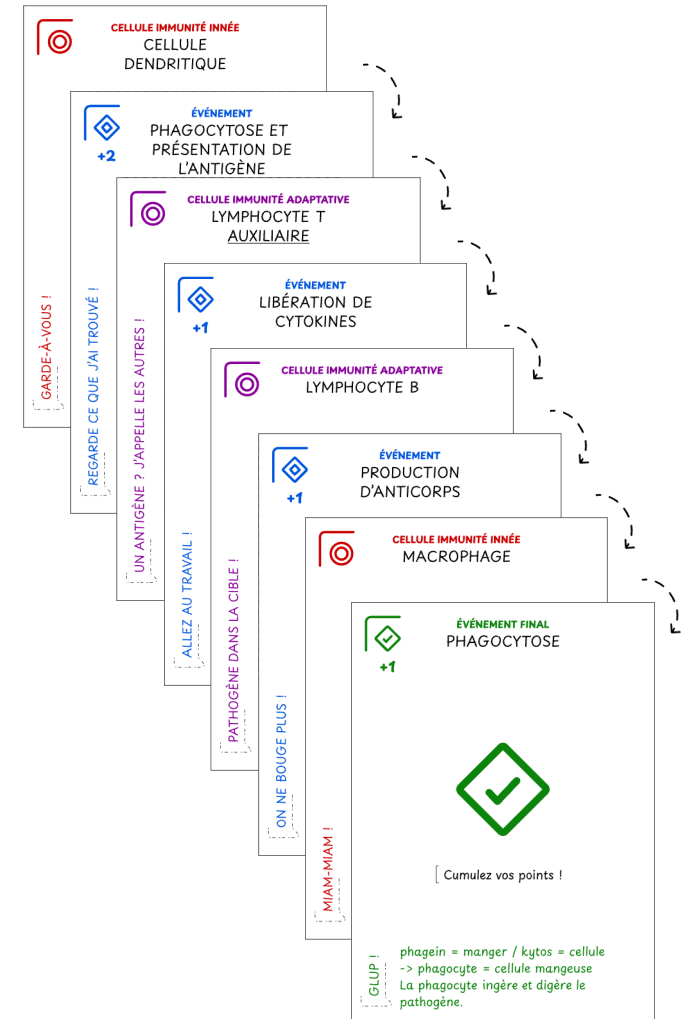 CELLULE IMMUNITÉ INNÉE
CELLULE
DENDRITIQUE
GARDE-À-VOUS !
ÉVÉNEMENT
PHAGOCYTOSE ET
PRÉSENTATION DE
L'ANTIGÈNE
+2
REGARDE CE QUE J'AI TROUVÉ !
CELLULE IMMUNITÉ ADAPTATIVE
LYMPHOCYTE T
AUXILIAIRE
UN ANTIGÈNE ? J'APPELLE LES AUTRES !
ÉVÉNEMENT
LIBÉRATION DE
CYTOKINES
+1
ALLEZ AU TRAVAIL !
CELLULE IMMUNITÉ ADAPTATIVE
LYMPHOCYTE B
PATHOGÈNE DANS LA CIBLE !
ÉVÉNEMENT
PRODUCTION
D'ANTICORPS
+1
ON NE BOUGE PLUS !
CELLULE IMMUNITÉ INNÉE
MACROPHAGE
MIAM-MIAM !
ÉVÉNEMENT FINAL
PHAGOCYTOSE
+1
Cumulez vos points !
GLUP !
phagein = manger / kytos = cellule
-> phagocyte = cellule mangeuse
La phagocyte ingère et digère le
pathogène.